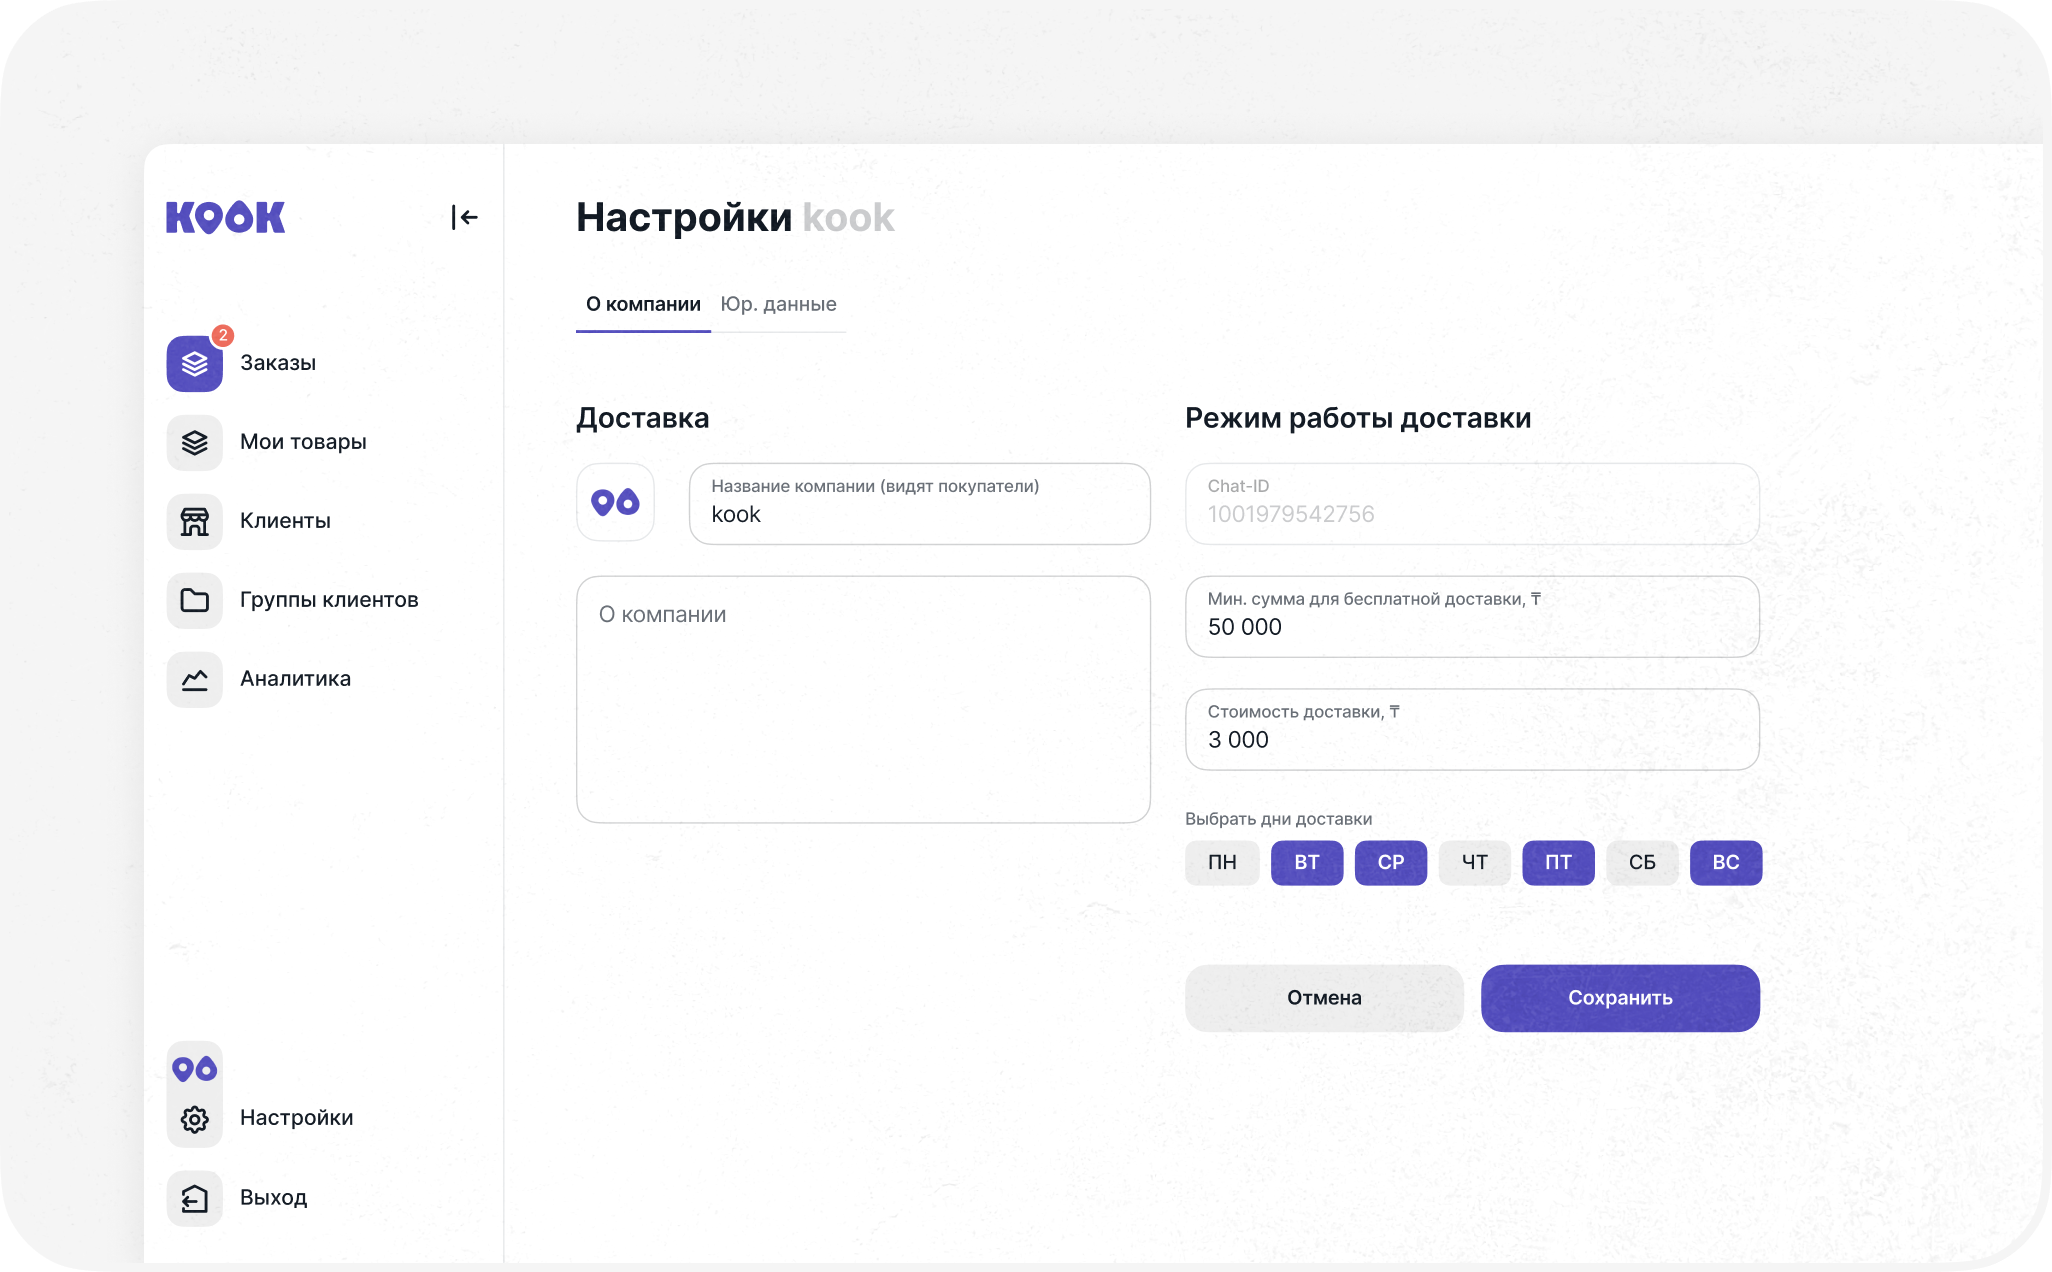 KOOK
Настройки kook
О компании Юр. данные
2
Заказы
Мои товары
Клиенты
Группы клиентов
Аналитика
Настройки
Выход
Доставка
Название компании (видят покупатели)
kook
О компании
Режим работы доставки
Chat-ID
1001979542756
Мин. сумма для бесплатной доставки, ₸
50 000
Стоимость доставки, ₸
3 000
Выбрать дни доставки
ПН ВТ СР ЧТ ПТ СБ ВС
Отмена Сохранить